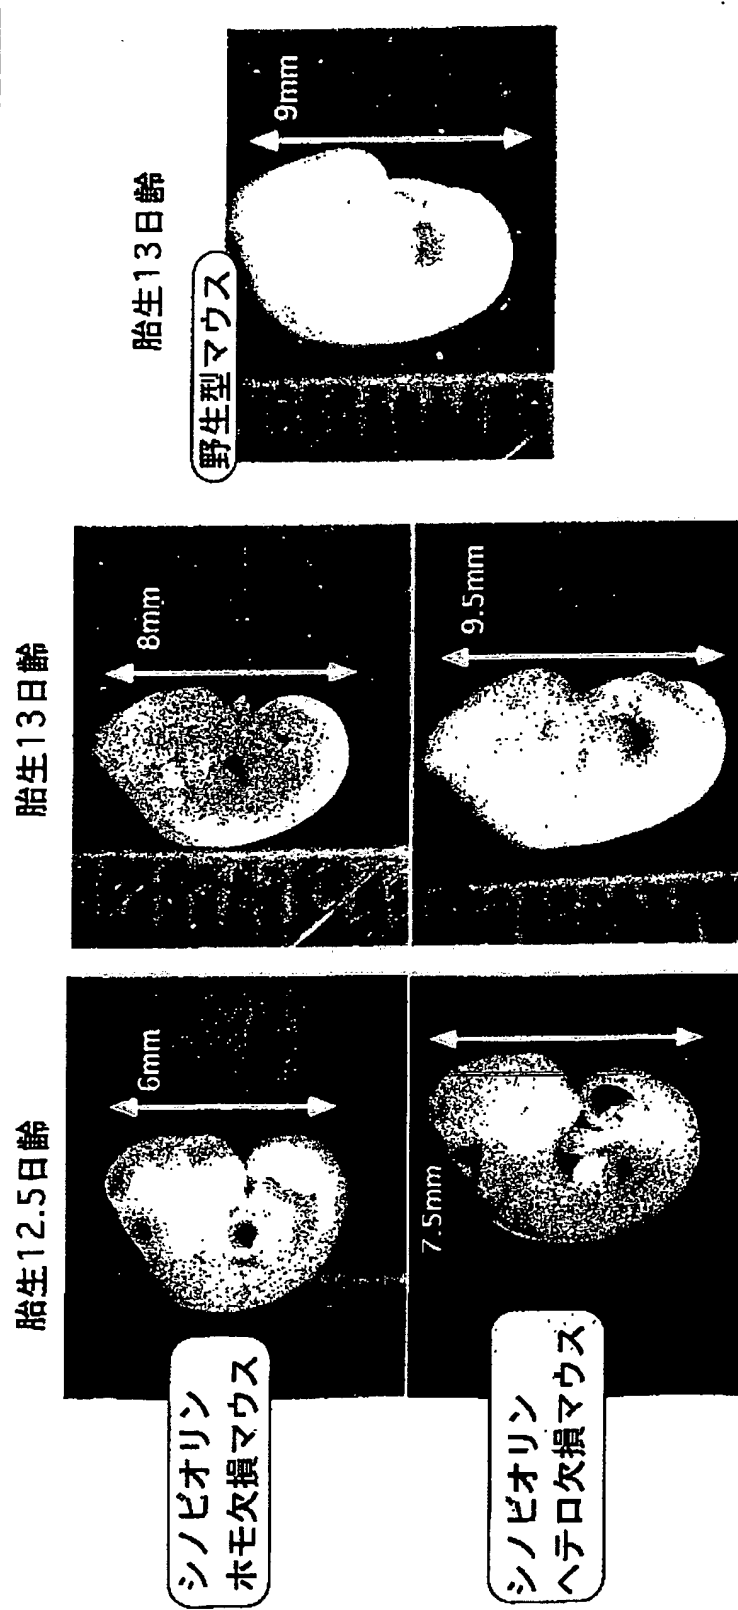 胎生12.5日齢
胎生13日齢
胎生13日齢
シノビオリン
ホモ欠損マウス
6mm
8mm
野生型マウス
9mm
シノビオリン
ヘテロ欠損マウス
7.5mm
9.5mm